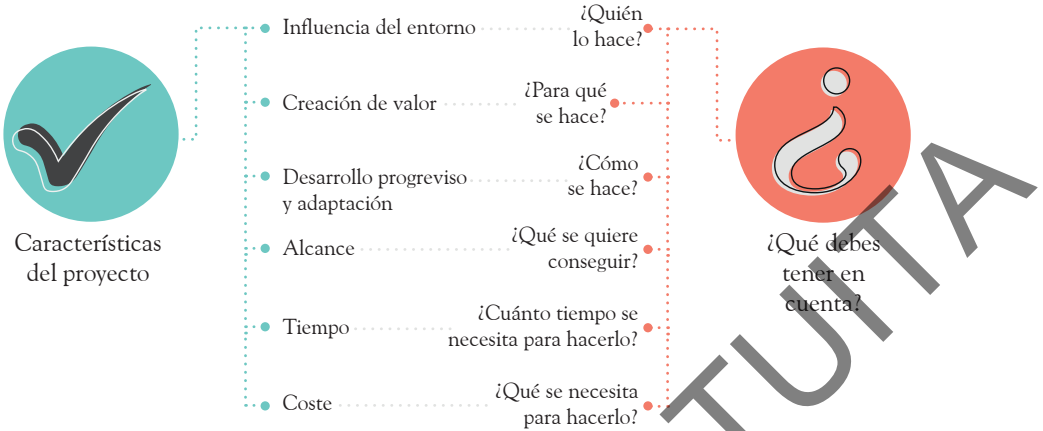 Influencia del entorno
¿Quién
lo hace?
Creación de valor
¿Para qué
se hace?
Desarrollo progreviso
y adaptación
¿Cómo
se hace?
Características
del proyecto
Alcance
¿Qué se quiere
conseguir?
¿Qué debes
tener en
cuenta?
Tiempo
¿Cuánto tiempo se
necesita para hacerlo?
Coste
¿Qué se necesita
para hacerlo?
TUITA